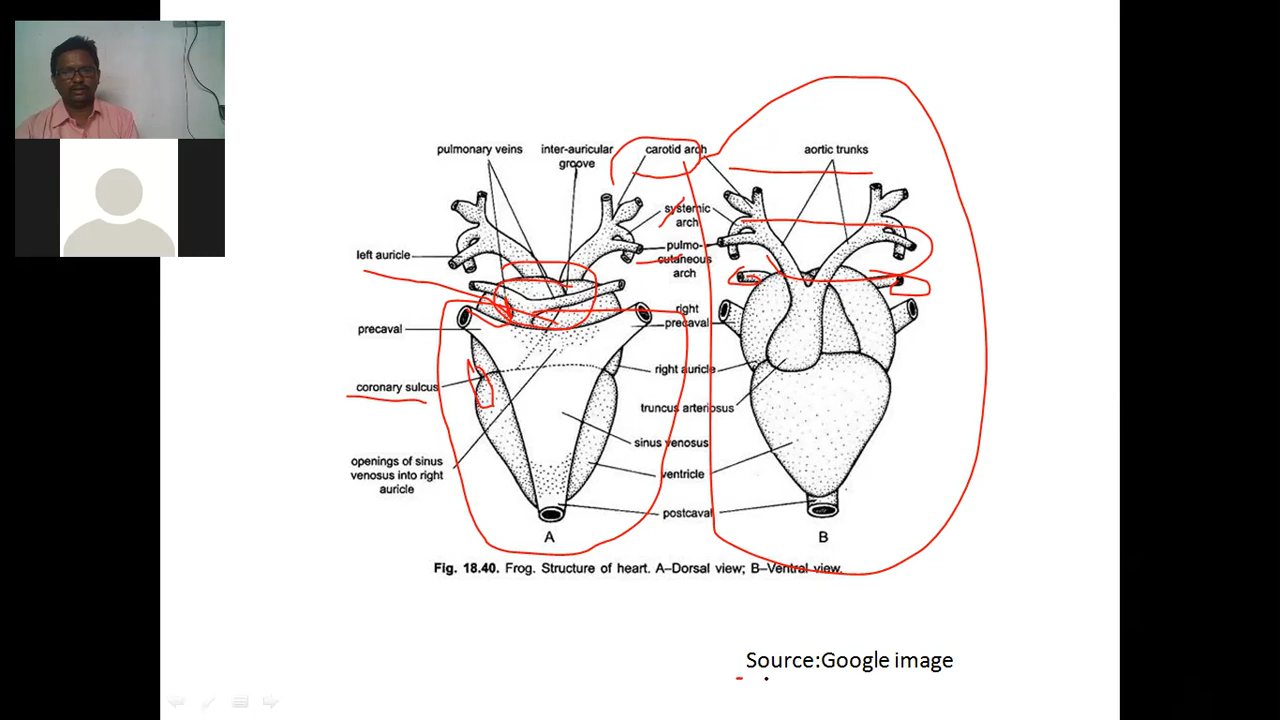 pulmonary veins
inter-auricular
groove
carotid arch
aortic trunks
systemic
arch
left auricle
pulmo-
cutaneous
arch
precaval
right
precaval
coronary sulcus
right auricle
truncus arteriosus
sinus venosus
openings of sinus
venosus into right
auricle
ventricle
postcaval
A
B
Fig. 18.40. Frog. Structure of heart. A–Dorsal view; B–Ventral view.
Source:Google image